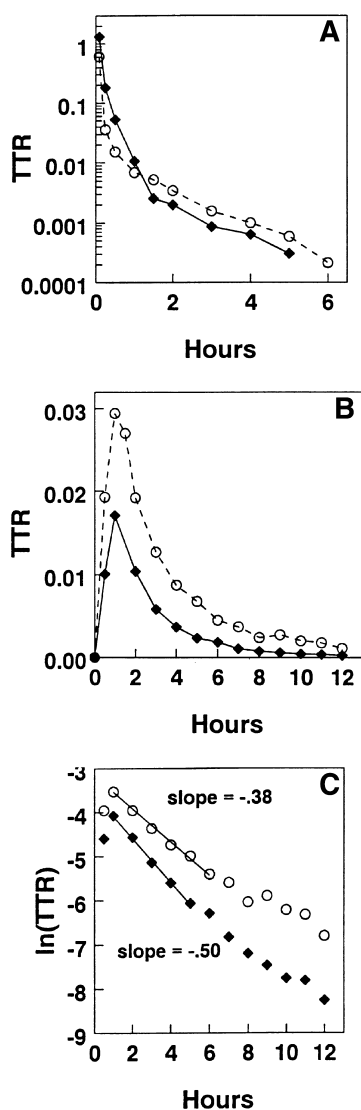 A
1
0.1
0.01
0.001
0.0001
TTR
0 2 4 6
Hours
B
0.03
0.02
0.01
0.00
TTR
0 2 4 6 8 10 12
Hours
C
-3
-4
-5
-6
-7
-8
-9
ln(TTR)
slope = -.38
slope = -.50
0 2 4 6 8 10 12
Hours